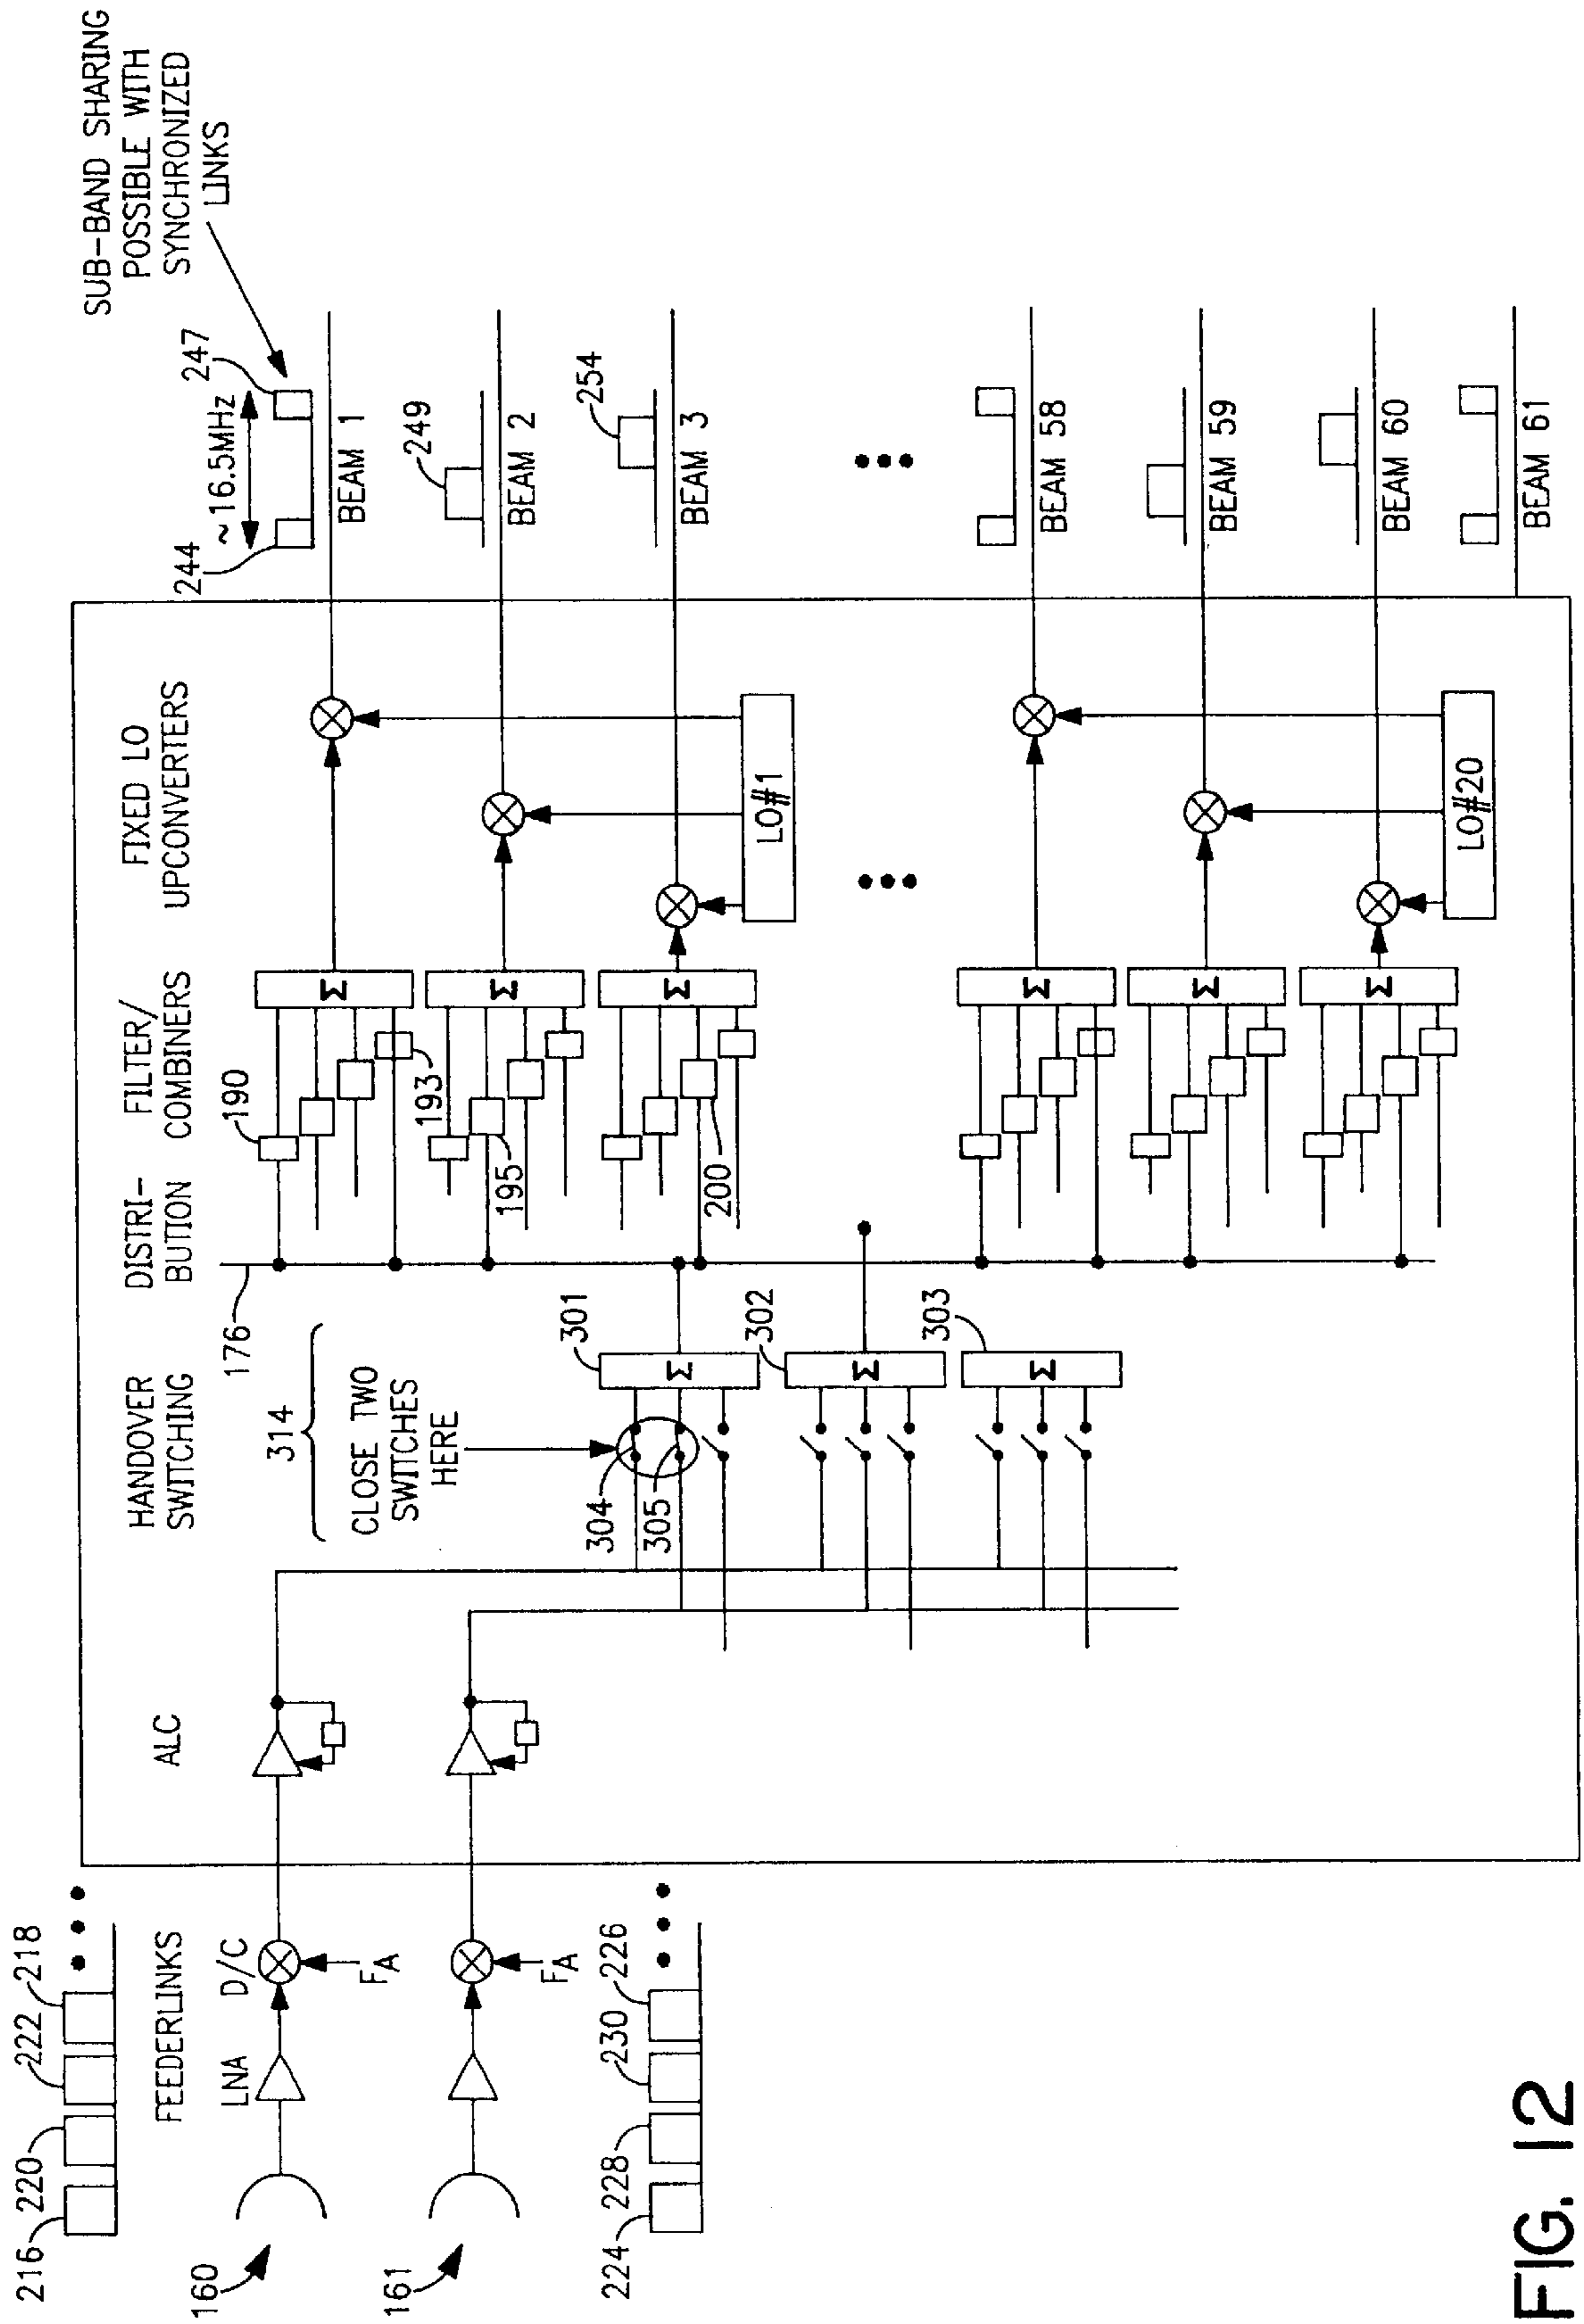 SUB-BAND SHARING
POSSIBLE WITH
SYNCHRONIZED
LINKS
216 220 222 218
FEEDERLINKS
LNA D/C
160
FA
161
FA
224 228 230 226
ALC
HANDOVER
SWITCHING
314
CLOSE TWO
SWITCHES
HERE
304
305
301
Σ
302
Σ
303
Σ
DISTRI-
BUTION
176
FILTER/
COMBINERS
190
193
195
200
Σ
Σ
Σ
Σ
Σ
Σ
FIXED LO
UPCONVERTERS
LO#1
LO#20
244
~16.5MHz
247
BEAM 1
249
BEAM 2
254
BEAM 3
BEAM 58
BEAM 59
BEAM 60
BEAM 61
FIG. 12